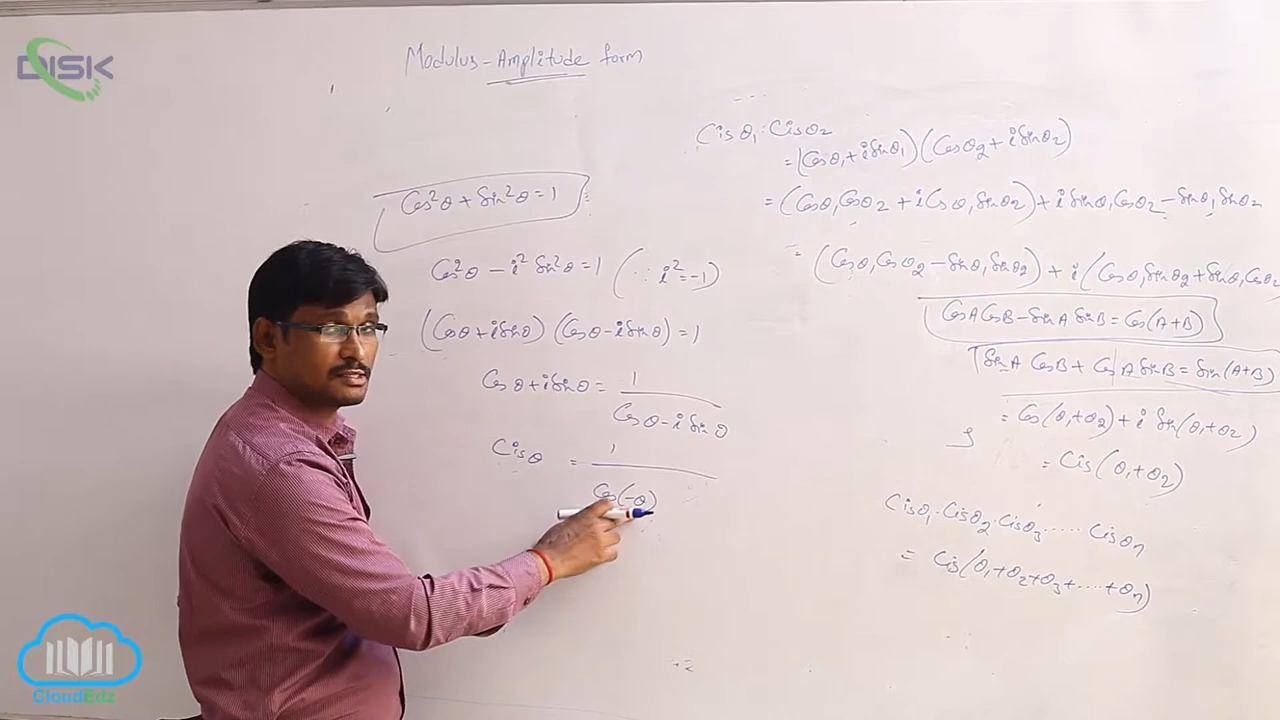 DISK
Modulus-Amplitude form
Cos²θ + Sin²θ = 1
Cos²θ - i² Sin²θ = 1 (∵ i² = -1)
(Cosθ + i Sinθ) (Cosθ - i Sinθ) = 1
Cosθ + i Sinθ = 1 / Cosθ - i Sinθ
Cisθ = 1 / Cos(-θ)
Cisθ₁ · Cisθ₂
= (Cosθ₁ + i Sinθ₁) (Cosθ₂ + i Sinθ₂)
= (Cosθ₁ Cosθ₂ + i Cosθ₁ Sinθ₂) + i Sinθ₁ Cosθ₂ - Sinθ₁ Sinθ₂
= (Cosθ₁ Cosθ₂ - Sinθ₁ Sinθ₂) + i (Cosθ₁ Sinθ₂ + Sinθ₁ Cosθ₂
CosA CosB - SinA SinB = Cos(A+B)
SinA CosB + CosA SinB = Sin(A+B)
= Cos(θ₁+θ₂) + i Sin(θ₁+θ₂)
= Cis(θ₁+θ₂)
Cisθ₁ · Cisθ₂ · Cisθ₃ ..... Cisθₙ
= Cis(θ₁+θ₂+θ₃+....+θₙ)
CloudEdz